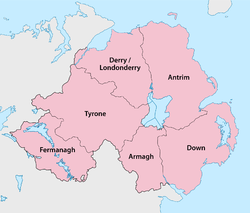 Derry /
Londonderry
Antrim
Tyrone
Fermanagh
Armagh
Down